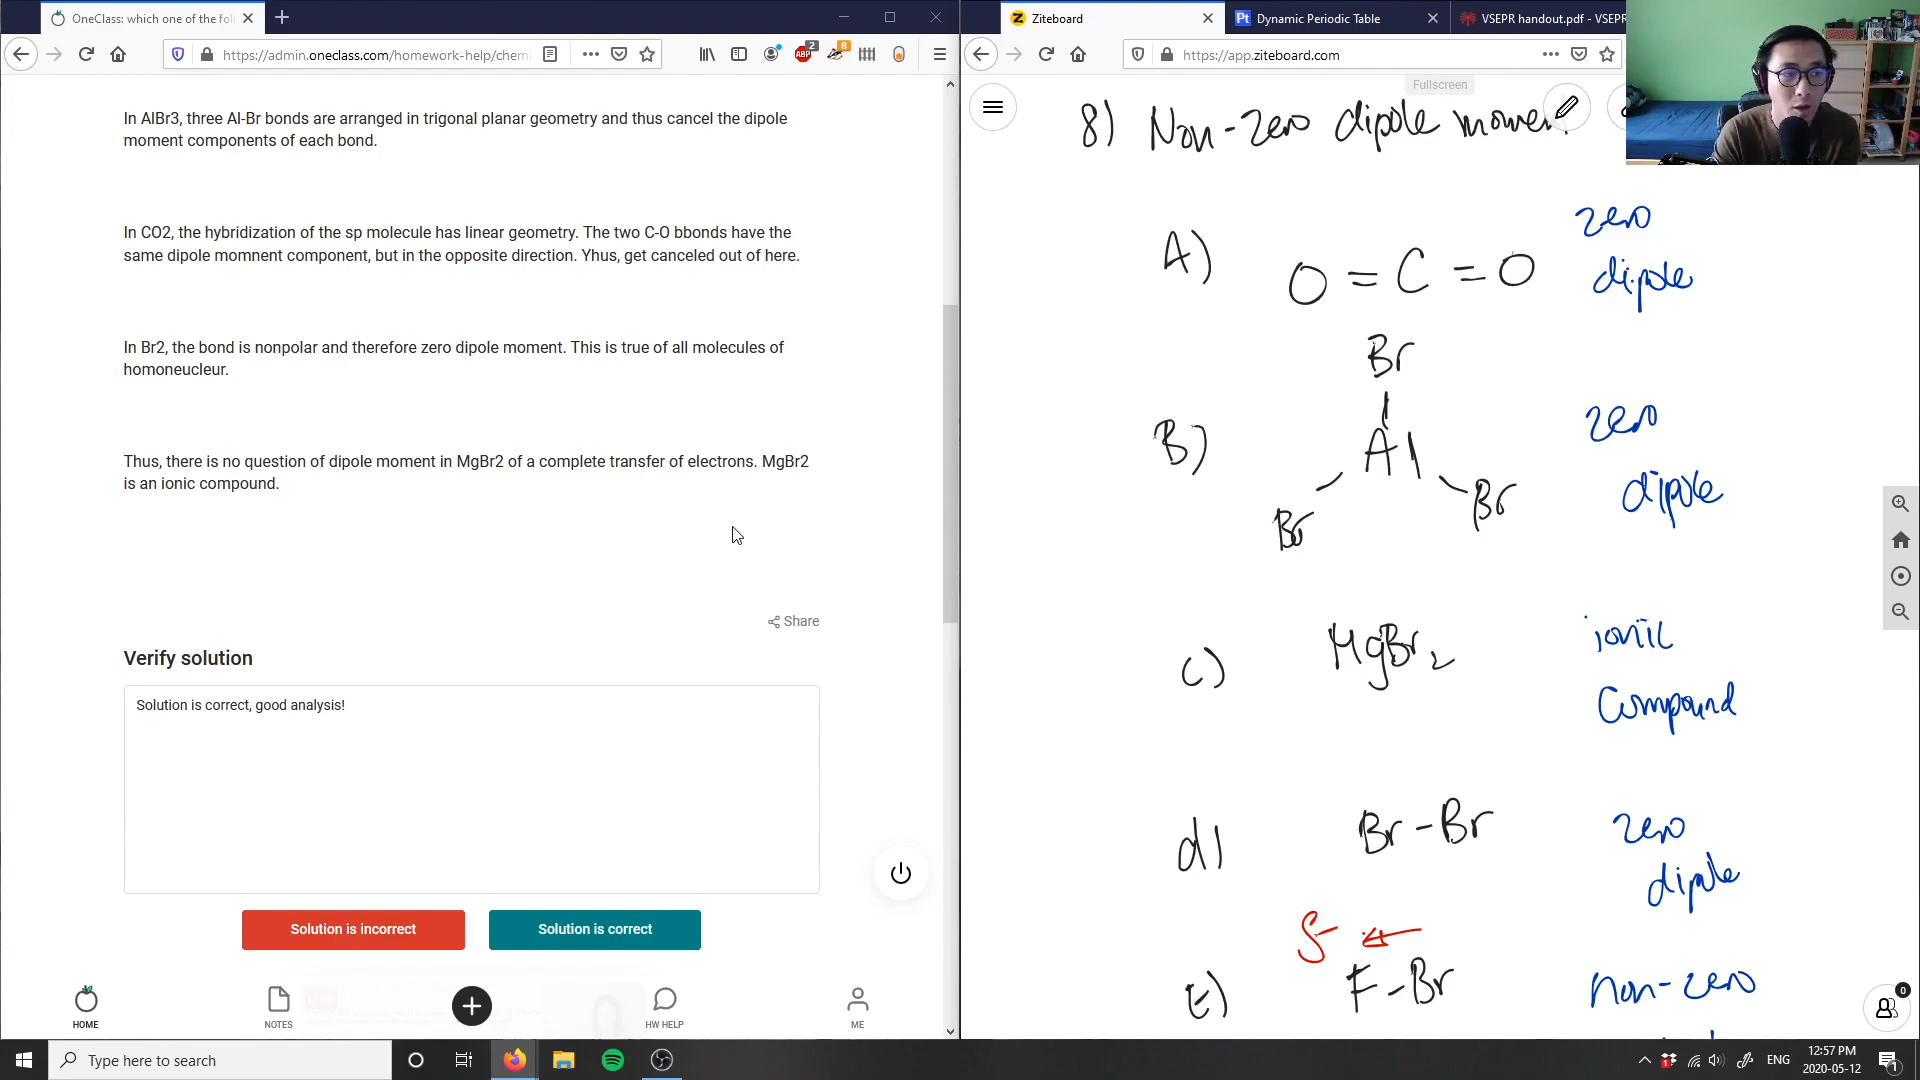 OneClass: which one of the fol
https://admin.oneclass.com/homework-help/chemi
2
8
In AlBr3, three Al-Br bonds are arranged in trigonal planar geometry and thus cancel the dipole
moment components of each bond.
In CO2, the hybridization of the sp molecule has linear geometry. The two C-O bbonds have the
same dipole momnent component, but in the opposite direction. Yhus, get canceled out of here.
In Br2, the bond is nonpolar and therefore zero dipole moment. This is true of all molecules of
homoneucleur.
Thus, there is no question of dipole moment in MgBr2 of a complete transfer of electrons. MgBr2
is an ionic compound.
Share
Verify solution
Solution is correct, good analysis!
Solution is incorrect
Solution is correct
LIVE
HOME
NOTES
HW HELP
ME
Ziteboard
Pt Dynamic Periodic Table
VSEPR handout.pdf - VSEPR
https://app.ziteboard.com
Fullscreen
8) Non-zero dipole momen
A) O = C = O
zero
dipole
B)
Br
Al
Br
Br
zero
dipole
c) MgBr2
ionic
compound
d) Br - Br
zero
dipole
E) F - Br
non-zero
0
Type here to search
ENG
12:57 PM
2020-05-12
1